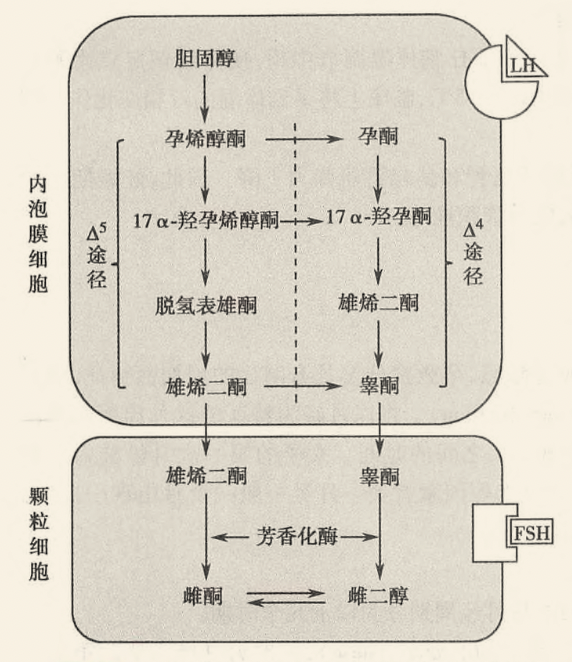 胆固醇
LH
孕烯醇酮
孕酮
内泡膜细胞
Δ⁵途径
17α-羟孕烯醇酮
17α-羟孕酮
Δ⁴途径
脱氢表雄酮
雄烯二酮
雄烯二酮
睾酮
雄烯二酮
睾酮
颗粒细胞
芳香化酶
FSH
雌酮
雌二醇